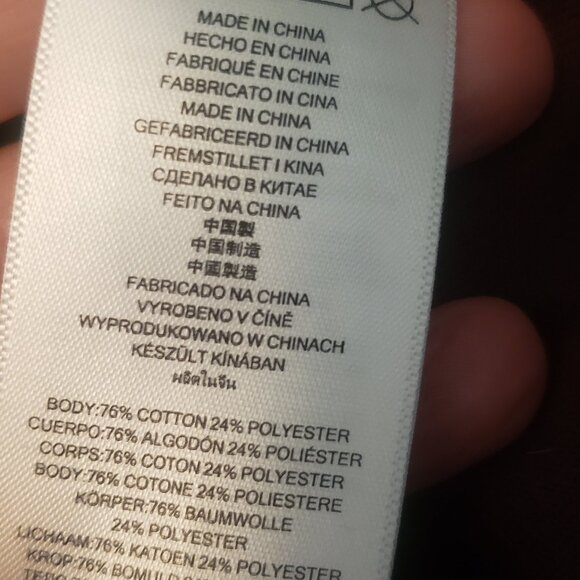 MADE IN CHINA
HECHO EN CHINA
FABRIQUÉ EN CHINE
FABBRICATO IN CINA
MADE IN CHINA
GEFABRICEERD IN CHINA
FREMSTILLET I KINA
СДЕЛАНО В КИТАЕ
FEITO NA CHINA
中国製
中国制造
中國製造
FABRICADO NA CHINA
VYROBENO V ČÍNĚ
WYPRODUKOWANO W CHINACH
KÉSZÜLT KÍNÁBAN
ผลิตในจีน
BODY:76% COTTON 24% POLYESTER
CUERPO:76% ALGODÓN 24% POLIÉSTER
CORPS:76% COTON 24% POLYESTER
BODY:76% COTONE 24% POLIESTERE
KÖRPER:76% BAUMWOLLE
24% POLYESTER
LICHAAM:76% KATOEN 24% POLYESTER
KROP:76% BOMULD